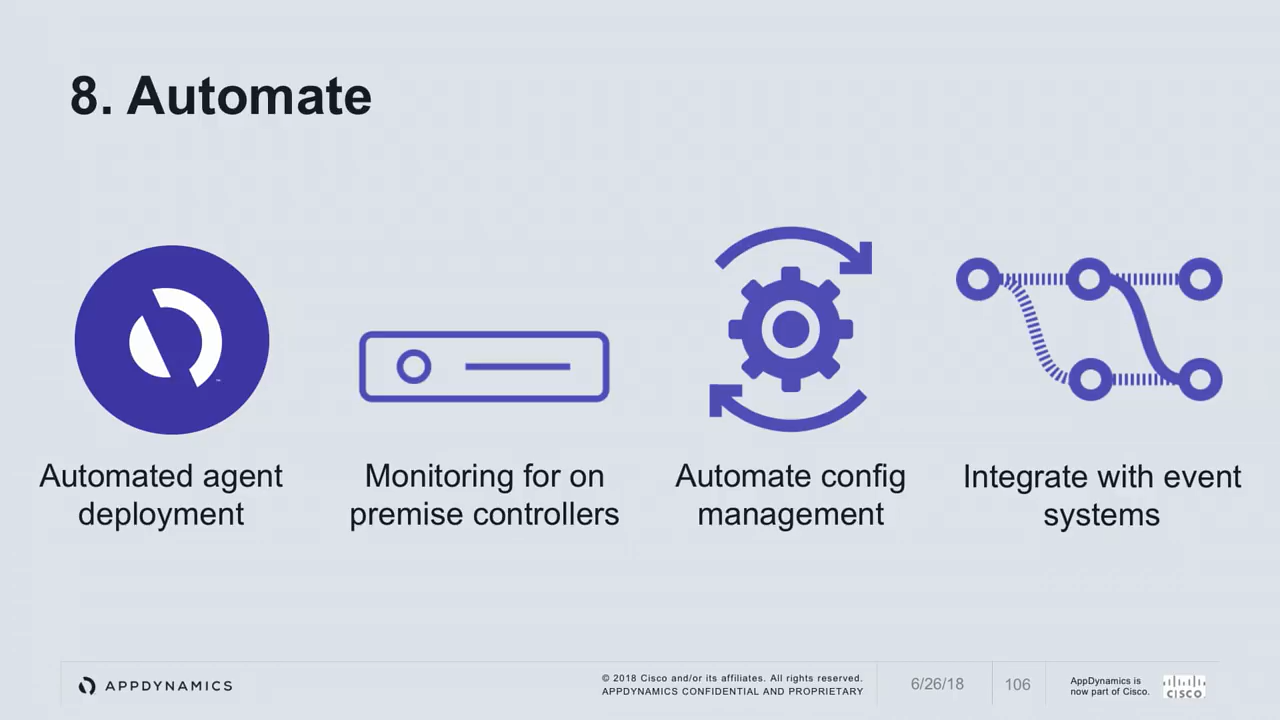 8. Automate
Automated agent
deployment
Monitoring for on
premise controllers
Automate config
management
Integrate with event
systems
APPDYNAMICS
© 2018 Cisco and/or its affiliates. All rights reserved.
APPDYNAMICS CONFIDENTIAL AND PROPRIETARY
6/26/18
106
AppDynamics is
now part of Cisco.
CISCO